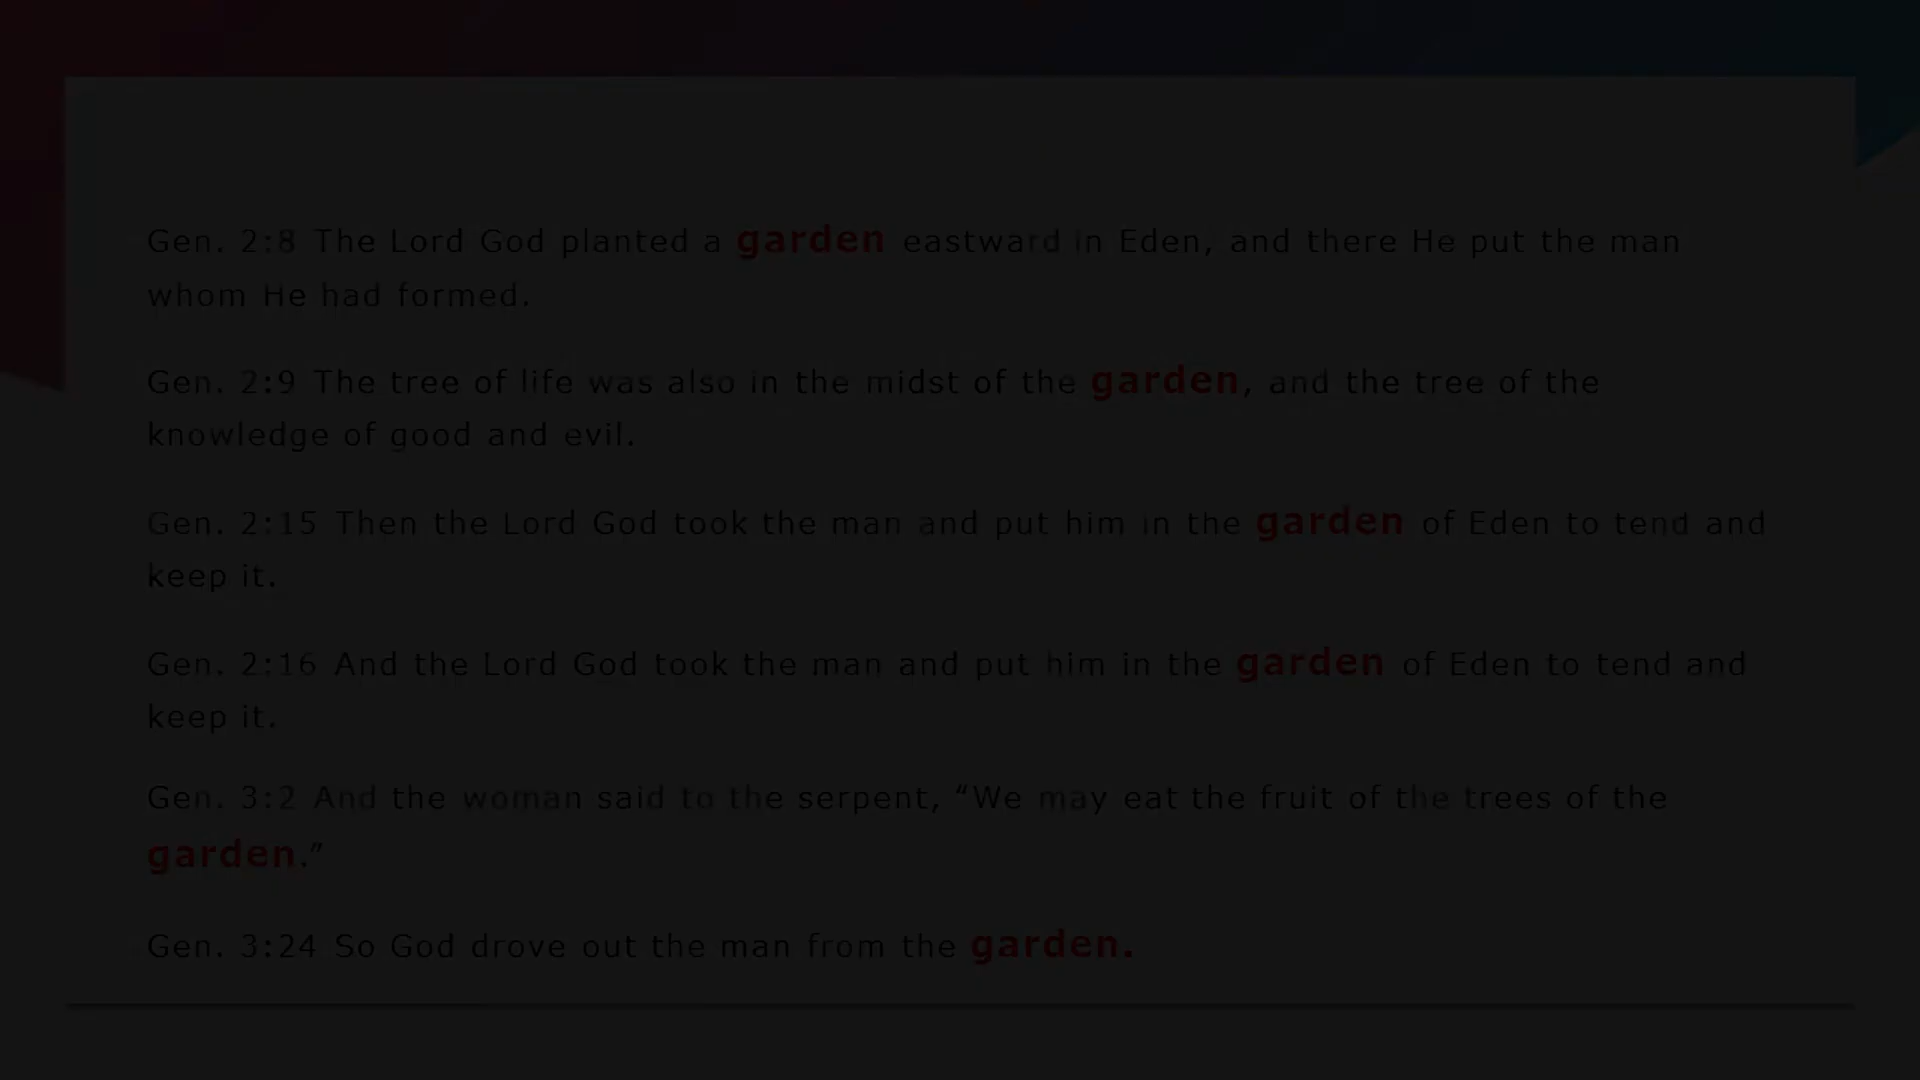 Gen. 2:8 The Lord God planted a garden eastward in Eden, and there He put the man
whom He had formed.
Gen. 2:9 The tree of life was also in the midst of the garden, and the tree of the
knowledge of good and evil.
Gen. 2:15 Then the Lord God took the man and put him in the garden of Eden to tend and
keep it.
Gen. 2:16 And the Lord God took the man and put him in the garden of Eden to tend and
keep it.
Gen. 3:2 And the woman said to the serpent, “We may eat the fruit of the trees of the
garden.”
Gen. 3:24 So God drove out the man from the garden.